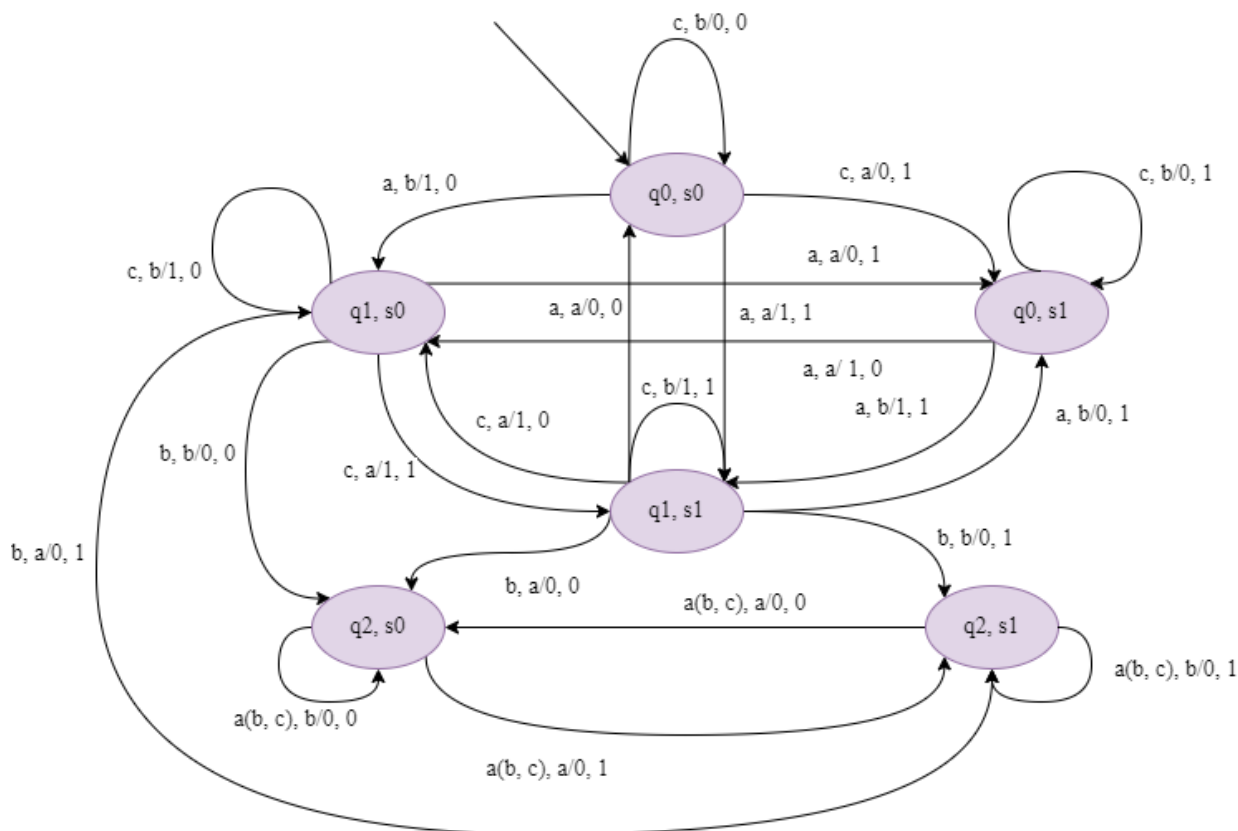 c, b/0, 0
q0, s0
a, b/1, 0
c, a/0, 1
c, b/0, 1
c, b/1, 0
q1, s0
a, a/0, 1
q0, s1
a, a/0, 0
a, a/1, 1
a, a/ 1, 0
c, b/1, 1
c, a/1, 0
a, b/1, 1
a, b/0, 1
b, b/0, 0
c, a/1, 1
q1, s1
b, a/0, 1
b, b/0, 1
b, a/0, 0
a(b, c), a/0, 0
q2, s0
q2, s1
a(b, c), b/0, 1
a(b, c), b/0, 0
a(b, c), a/0, 1